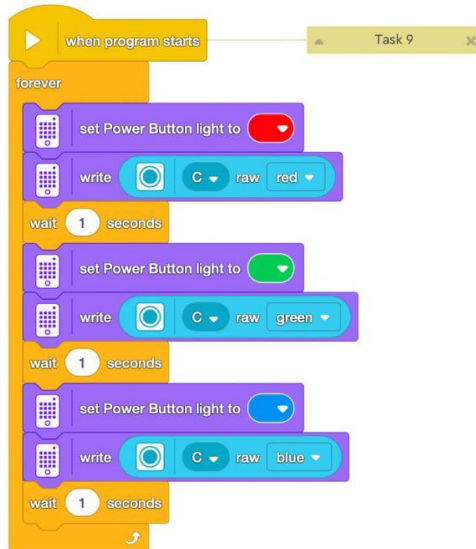 when program starts
Task 9
forever
set Power Button light to
write C raw red
wait 1 seconds
set Power Button light to
write C raw green
wait 1 seconds
set Power Button light to
write C raw blue
wait 1 seconds